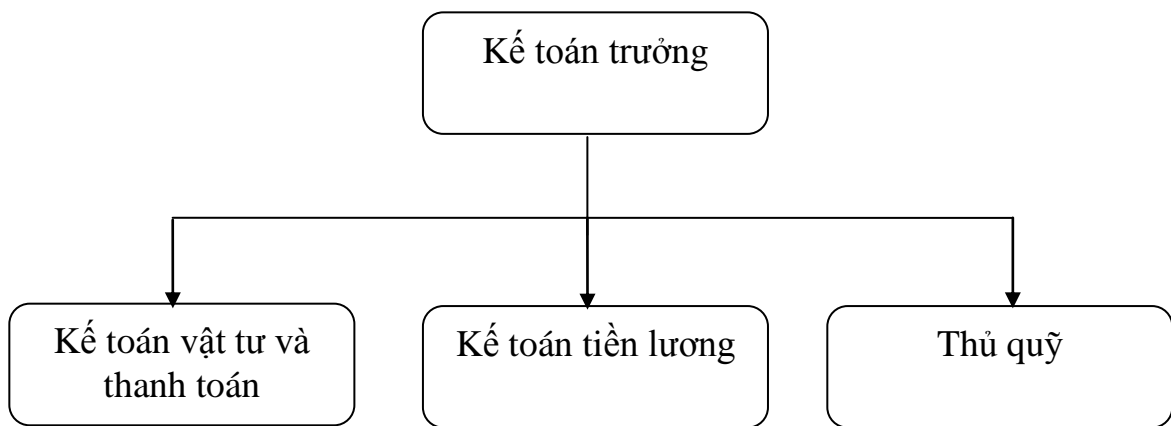 Kế toán trưởng
Kế toán vật tư và
thanh toán
Kế toán tiền lương
Thủ quỹ